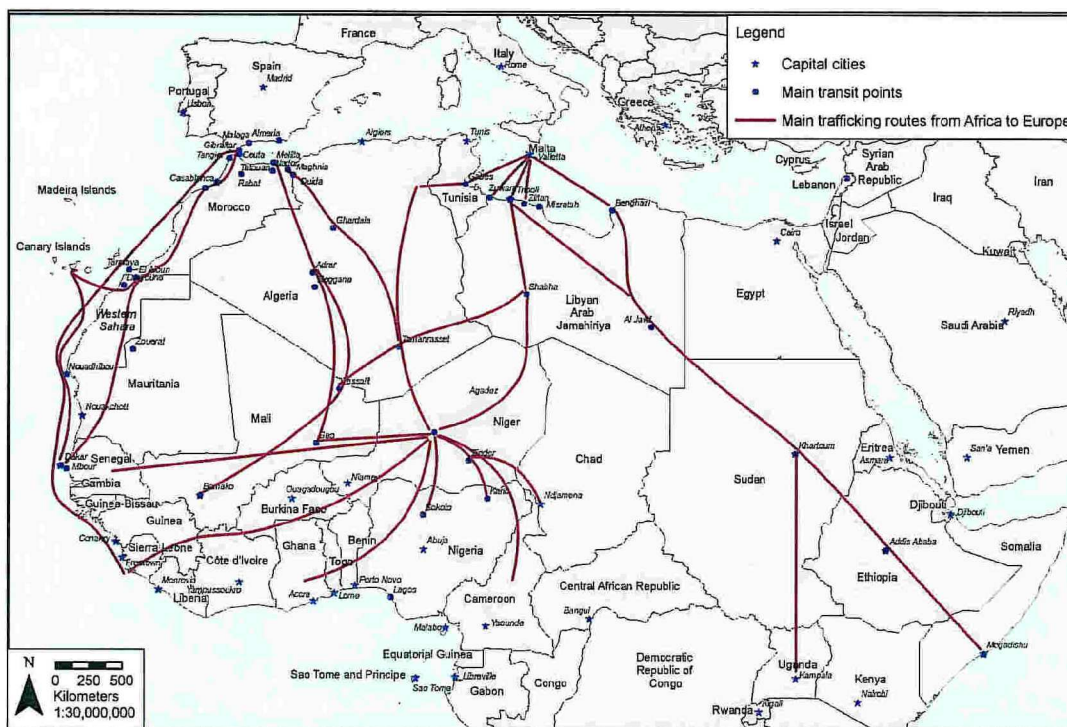 France
Italy
Rome
Spain
Madrid
Portugal
Lisbon
Greece
Athens
Legend
Capital cities
Main transit points
Main trafficking routes from Africa to Europe
Malaga
Almeria
Gibraltar
Tangier
Ceuta
Melilla
Nador
Tetouan
Maghnia
Oujda
Rabat
Casablanca
Algiers
Tunis
Malta
Valletta
Cyprus
Syrian
Arab
Republic
Lebanon
Iran
Iraq
Israel
Jordan
Kuwait
Madeira Islands
Morocco
Tunisia
Gabes
Zuwara
Tripoli
Zlitan
Misratah
Benghazi
Cairo
Ghardaia
Canary Islands
Tarfaya
El Aioun
Western
Sahara
Adrar
Reggane
Algeria
Shabha
Libyan
Arab
Jamahiriya
Egypt
Al Jawf
Riyadh
Saudi Arabia
Tamanrasset
Zouerat
Nouadhibou
Mauritania
Nouakchott
Mali
Agadez
Niger
Gao
Chad
Sudan
Khartoum
Eritrea
Asmara
San'a
Yemen
Dakar
Mbour
Senegal
Gambia
Guinea-Bissau
Guinea
Bamako
Ouagadougou
Burkina Faso
Niamey
Zinder
Kano
Ndjamena
Sokoto
Djibouti
Djibouti
Conakry
Sierra Leone
Freetown
Côte d'Ivoire
Ghana
Togo
Benin
Abuja
Nigeria
Addis Ababa
Ethiopia
Somalia
Monrovia
Liberia
Yamoussoukro
Accra
Lome
Porto Novo
Lagos
Cameroon
Central African Republic
Bangui
Malabo
Yaounde
Equatorial Guinea
Sao Tome and Principe
Sao Tome
Libreville
Gabon
Congo
Democratic
Republic of
Congo
Uganda
Kampala
Kenya
Nairobi
Rwanda
Kigali
Mogadishu
N
0 250 500
Kilometers
1:30,000,000